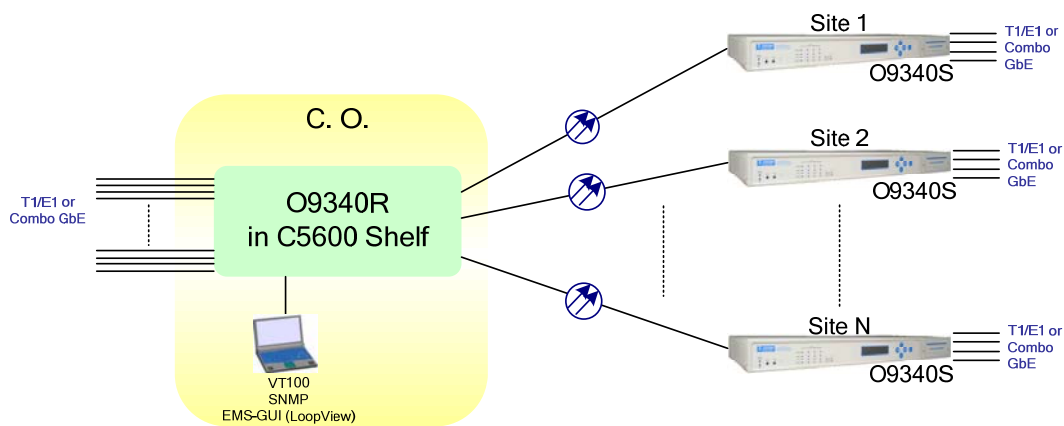 C. O.
T1/E1 or
Combo GbE
O9340R
in C5600 Shelf
VT100
SNMP
EMS-GUI (LoopView)
Site 1
O9340S
T1/E1 or
Combo
GbE
Site 2
O9340S
T1/E1 or
Combo
GbE
Site N
O9340S
T1/E1 or
Combo
GbE